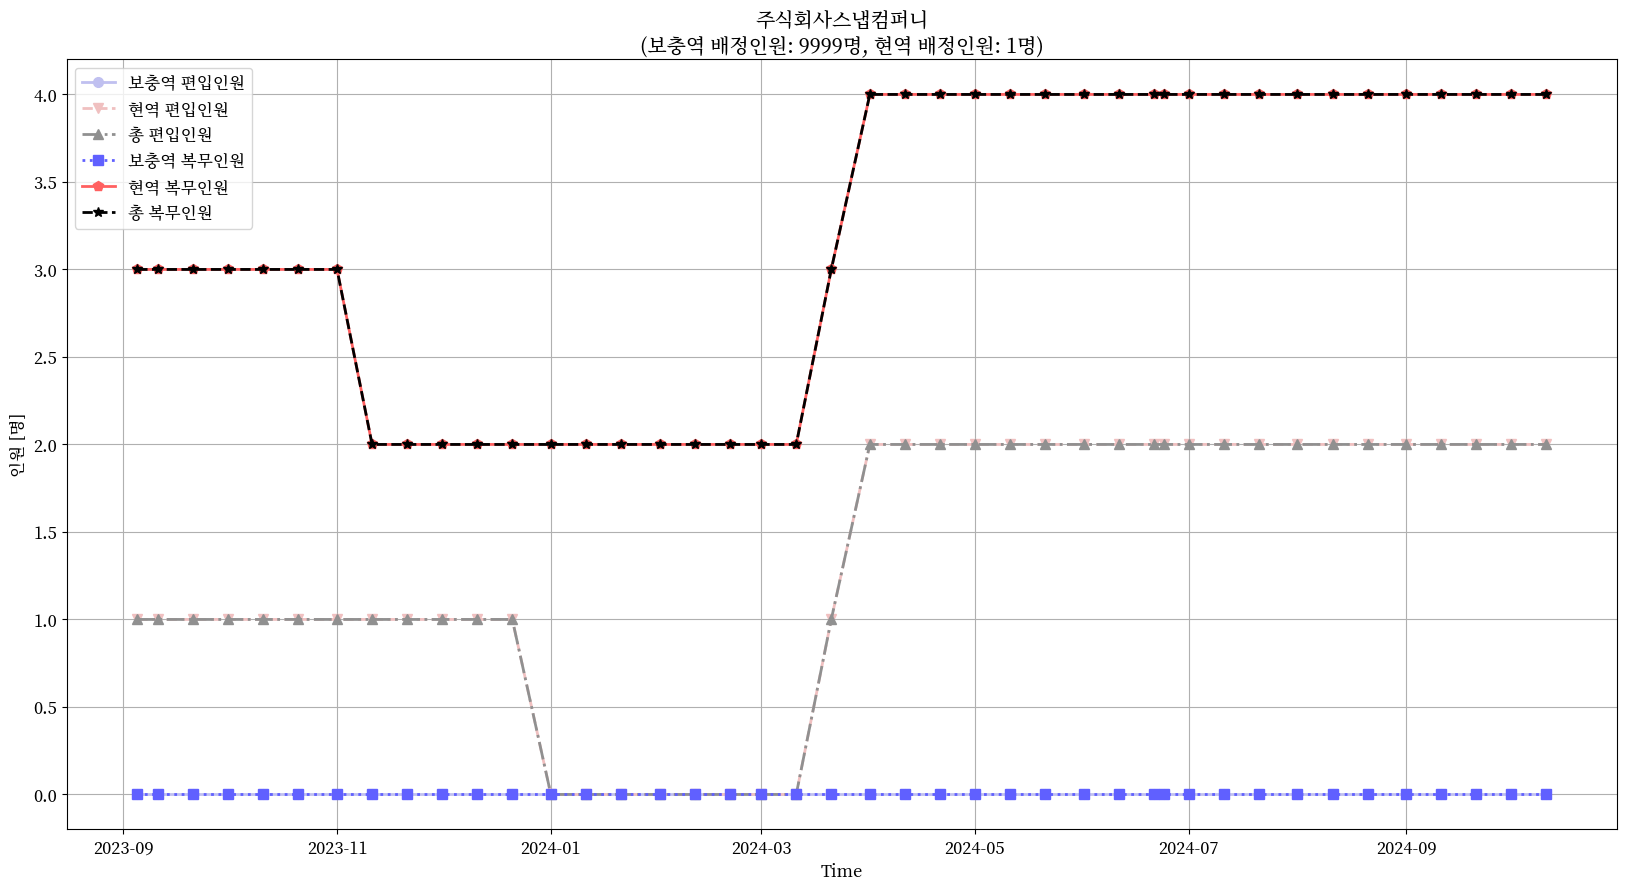 주식회사스냅컴퍼니
(보충역 배정인원: 9999명, 현역 배정인원: 1명)
보충역 편입인원
현역 편입인원
총 편입인원
보충역 복무인원
현역 복무인원
총 복무인원
인원 [명]
4.0
3.5
3.0
2.5
2.0
1.5
1.0
0.5
0.0
2023-09
2023-11
2024-01
2024-03
2024-05
2024-07
2024-09
Time